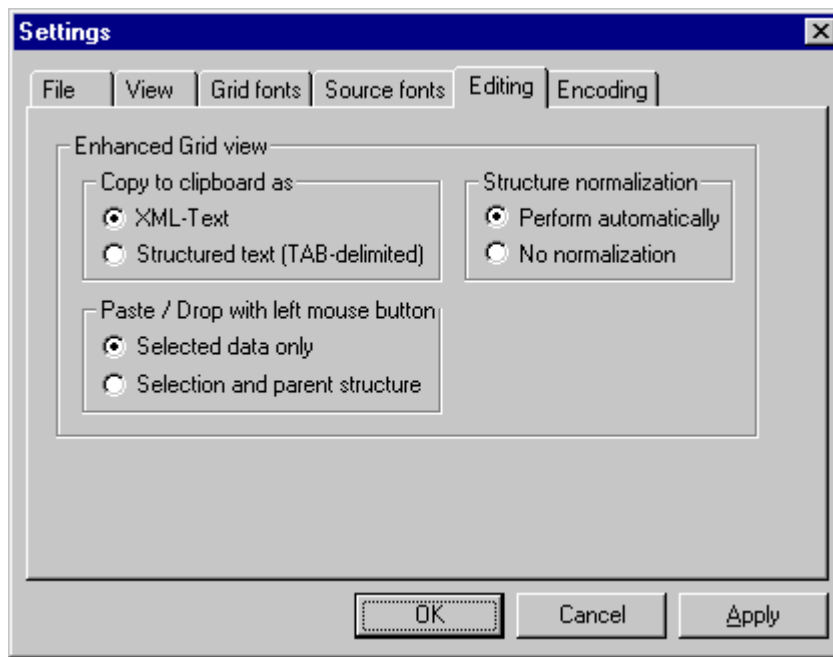 Settings
File View Grid fonts Source fonts Editing Encoding
Enhanced Grid view
Copy to clipboard as
XML-Text
Structured text (TAB-delimited)
Structure normalization
Perform automatically
No normalization
Paste / Drop with left mouse button
Selected data only
Selection and parent structure
OK Cancel Apply